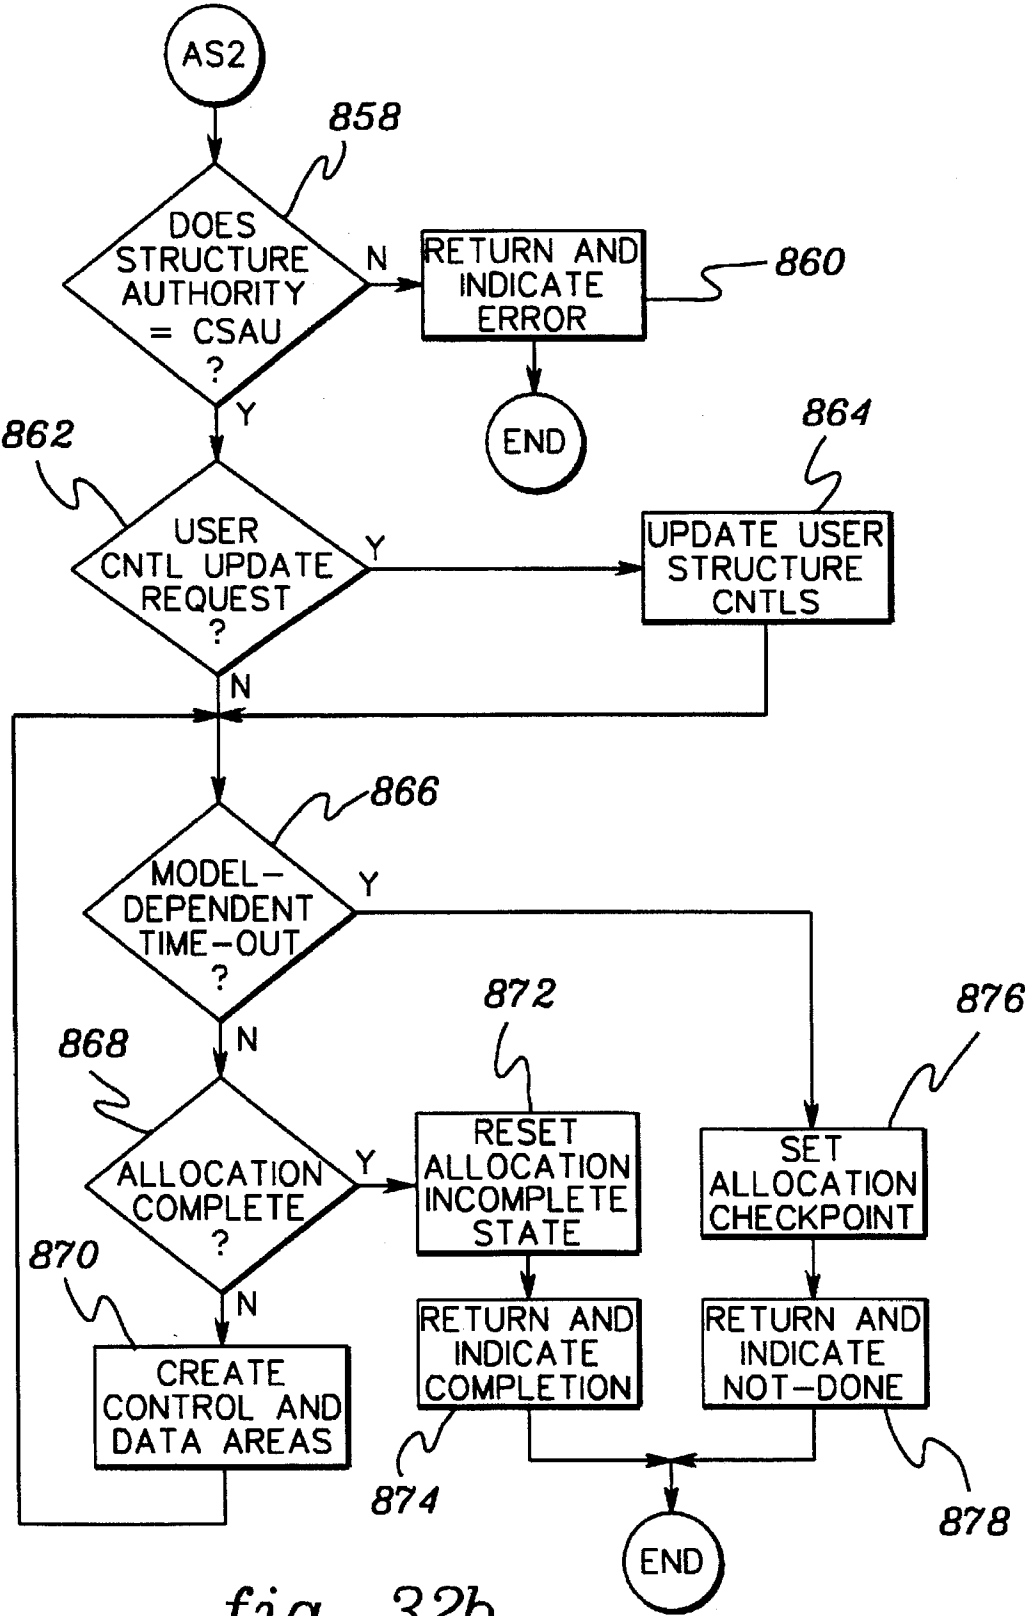 AS2
858
DOES
STRUCTURE
AUTHORITY
= CSAU
?
N
Y
RETURN AND
INDICATE
ERROR
860
END
862
USER
CNTL UPDATE
REQUEST
?
Y
N
864
UPDATE USER
STRUCTURE
CNTLS
866
MODEL-
DEPENDENT
TIME-OUT
?
Y
N
868
ALLOCATION
COMPLETE
?
Y
N
872
RESET
ALLOCATION
INCOMPLETE
STATE
876
SET
ALLOCATION
CHECKPOINT
870
CREATE
CONTROL AND
DATA AREAS
RETURN AND
INDICATE
COMPLETION
874
RETURN AND
INDICATE
NOT-DONE
878
END
fig. 32b